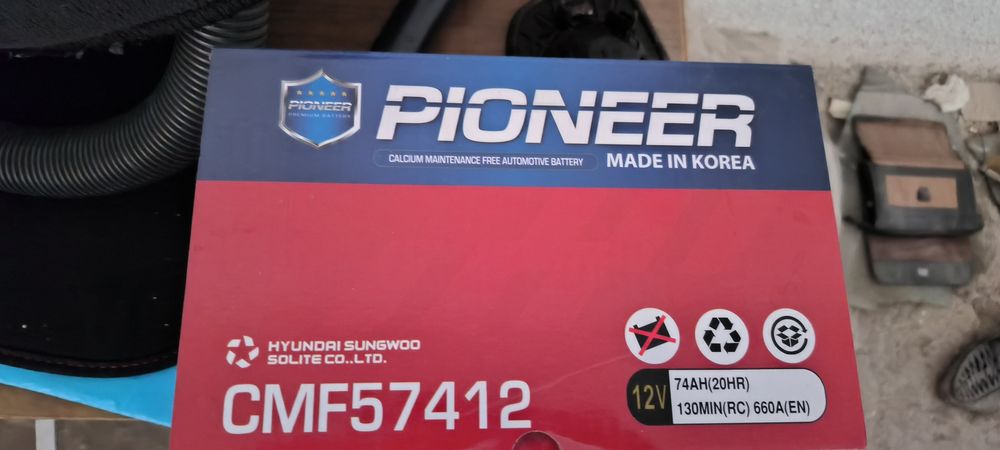 PIONEER
PREMIUM BATTERY
PIONEER
CALCIUM MAINTENANCE FREE AUTOMOTIVE BATTERY
MADE IN KOREA
HYUNDAI SUNGWOO
SOLITE CO.,LTD.
CMF57412
12V
74AH(20HR)
130MIN(RC) 660A(EN)